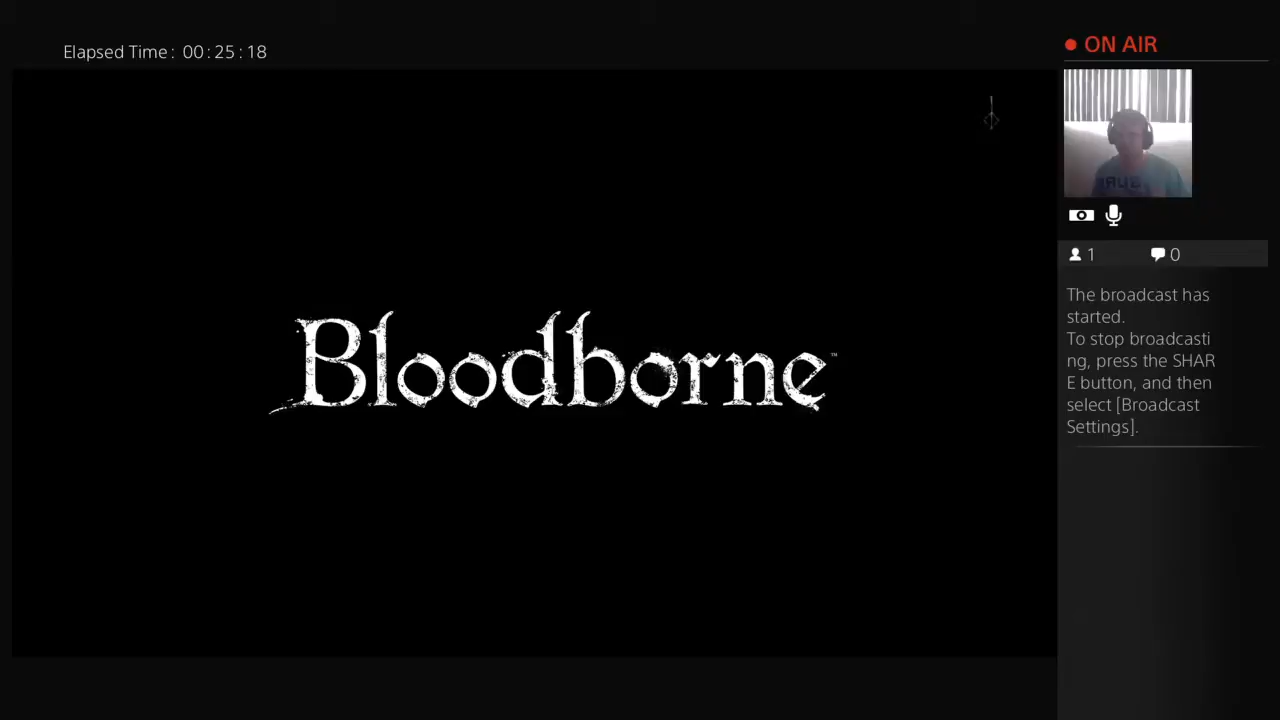 Elapsed Time: 00:25:18
ON AIR
Bloodborne™
1 0
The broadcast has
started.
To stop broadcasti
ng, press the SHAR
E button, and then
select [Broadcast
Settings].